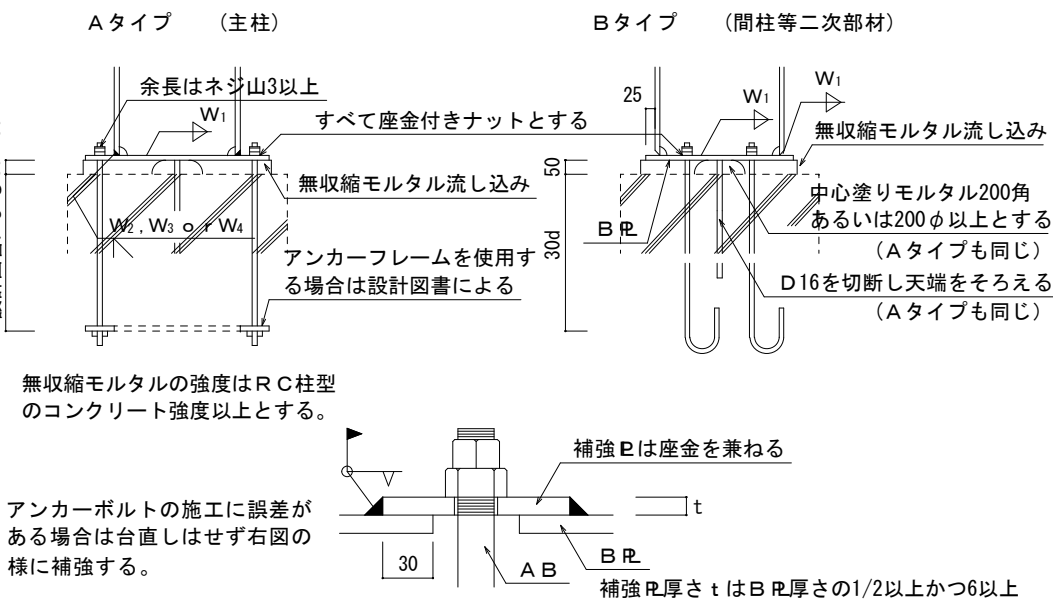 Aタイプ (主柱)
Bタイプ (間柱等二次部材)
余長はネジ山3以上
W1
すべて座金付きナットとする
無収縮モルタル流し込み
W2,W3 or W4
アンカーフレームを使用す
る場合は設計図書による
25
W1
W1
無収縮モルタル流し込み
50
30d
BPL
中心塗りモルタル200角
あるいは200φ以上とする
(Aタイプも同じ)
D16を切断し天端をそろえる
(Aタイプも同じ)
無収縮モルタルの強度はRC柱型
のコンクリート強度以上とする。
補強PLは座金を兼ねる
アンカーボルトの施工に誤差が
ある場合は台直しはせず右図の
様に補強する。
t
30
AB
BPL
補強PL厚さtはBPL厚さの1/2以上かつ6以上